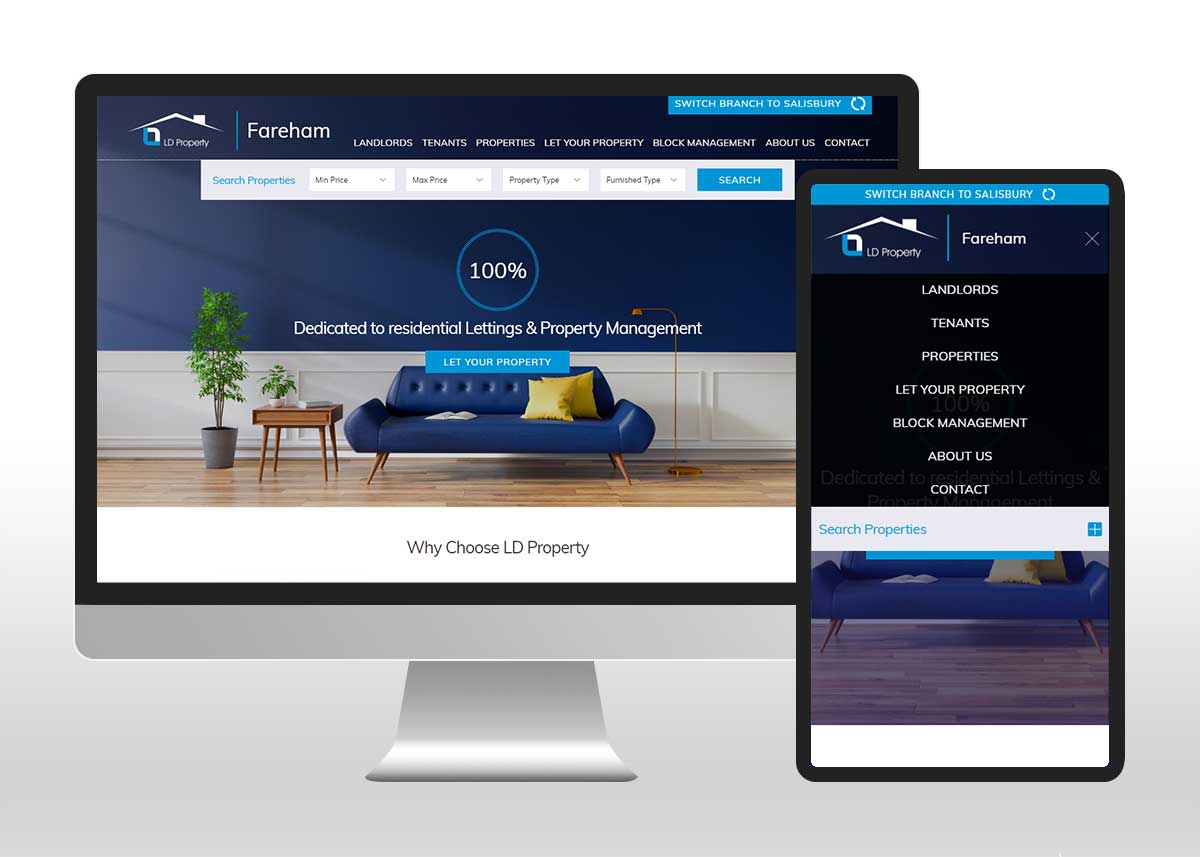 SWITCH BRANCH TO SALISBURY
LD Property
Fareham
LANDLORDS TENANTS PROPERTIES LET YOUR PROPERTY BLOCK MANAGEMENT ABOUT US CONTACT
Search Properties Min Price Max Price Property Type Furnished Type SEARCH
100%
Dedicated to residential Lettings & Property Management
LET YOUR PROPERTY
Why Choose LD Property
SWITCH BRANCH TO SALISBURY
LD Property
Fareham
LANDLORDS
TENANTS
PROPERTIES
LET YOUR PROPERTY
100%
BLOCK MANAGEMENT
ABOUT US
Dedicated to residential Lettings &
CONTACT
Property Management
Search Properties